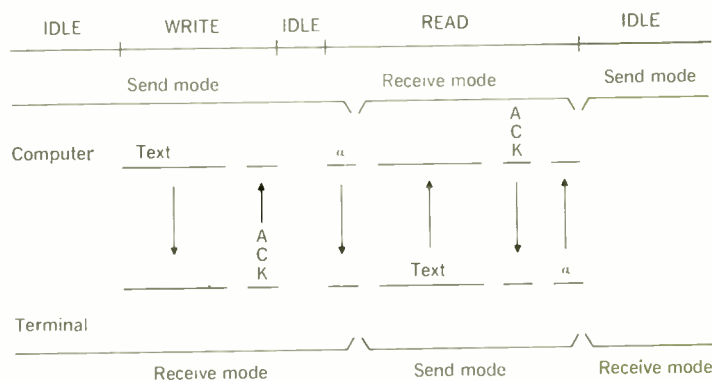 IDLE WRITE IDLE READ IDLE
Send mode Receive mode Send mode
A
C
Computer Text α K
A
C
K Text α
Terminal
Receive mode Send mode Receive mode